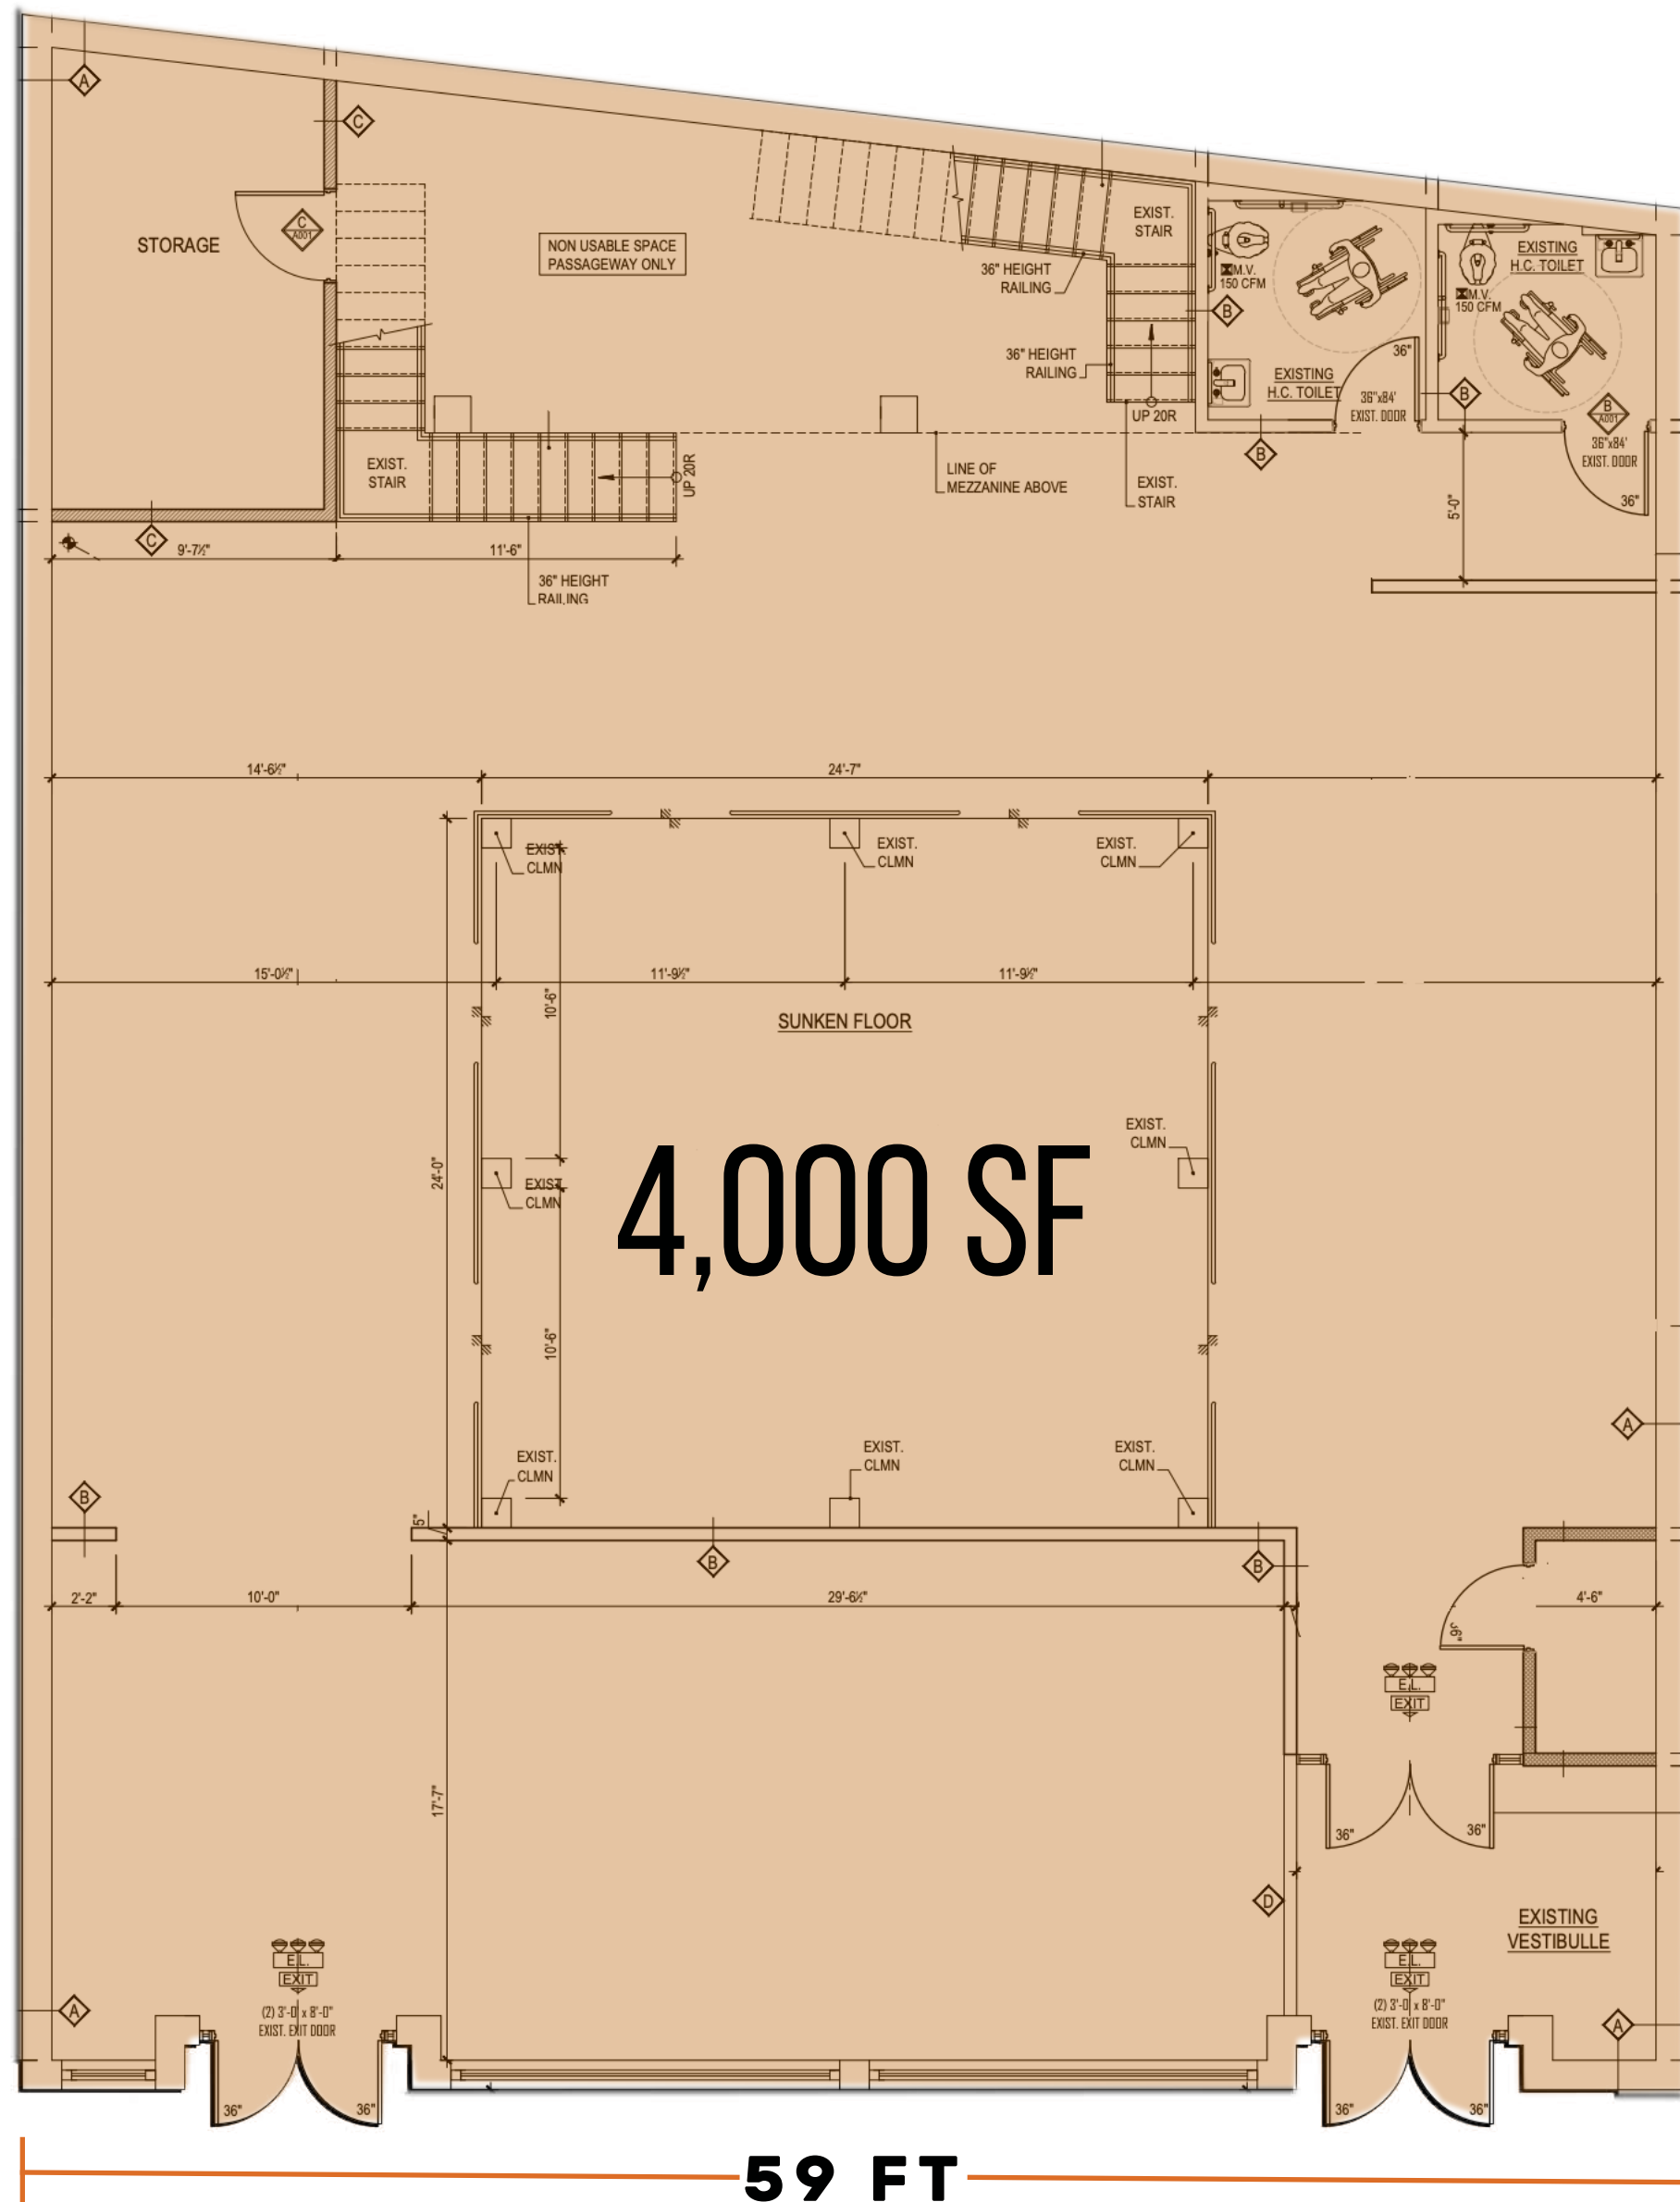 A
C
C
A001
STORAGE
NON USABLE SPACE
PASSAGEWAY ONLY
EXIST.
STAIR
36" HEIGHT
RAILING
M.V.
150 CFM
EXISTING
H.C. TOILET
M.V.
150 CFM
B
36" HEIGHT
RAILING
36"
EXISTING
H.C. TOILET
36"x84'
EXIST. DOOR
B
B
A001
36"x84'
EXIST. DOOR
36"
UP 20R
B
EXIST.
STAIR
UP 20R
LINE OF
MEZZANINE ABOVE
EXIST.
STAIR
5'-0"
C
9'-7½"
11'-6"
36" HEIGHT
RAILING
14'-6½"
24'-7"
EXIST.
CLMN
EXIST.
CLMN
EXIST.
CLMN
15'-0½"
11'-9½"
11'-9½"
10'-6"
SUNKEN FLOOR
EXIST.
CLMN
24'-0"
EXIST.
CLMN
4,000 SF
10'-6"
A
EXIST.
CLMN
EXIST.
CLMN
EXIST.
CLMN
B
5"
B
B
2'-2"
10'-0"
29'-6½"
4'-6"
36"
E.L.
EXIT
17'-7"
36"
36"
D
EXISTING
VESTIBULLE
E.L.
EXIT
(2) 3'-0 x 8'-0"
EXIST. EXIT DOOR
E.L.
EXIT
(2) 3'-0 x 8'-0"
EXIST. EXIT DOOR
A
A
36"
36"
36"
36"
59 FT